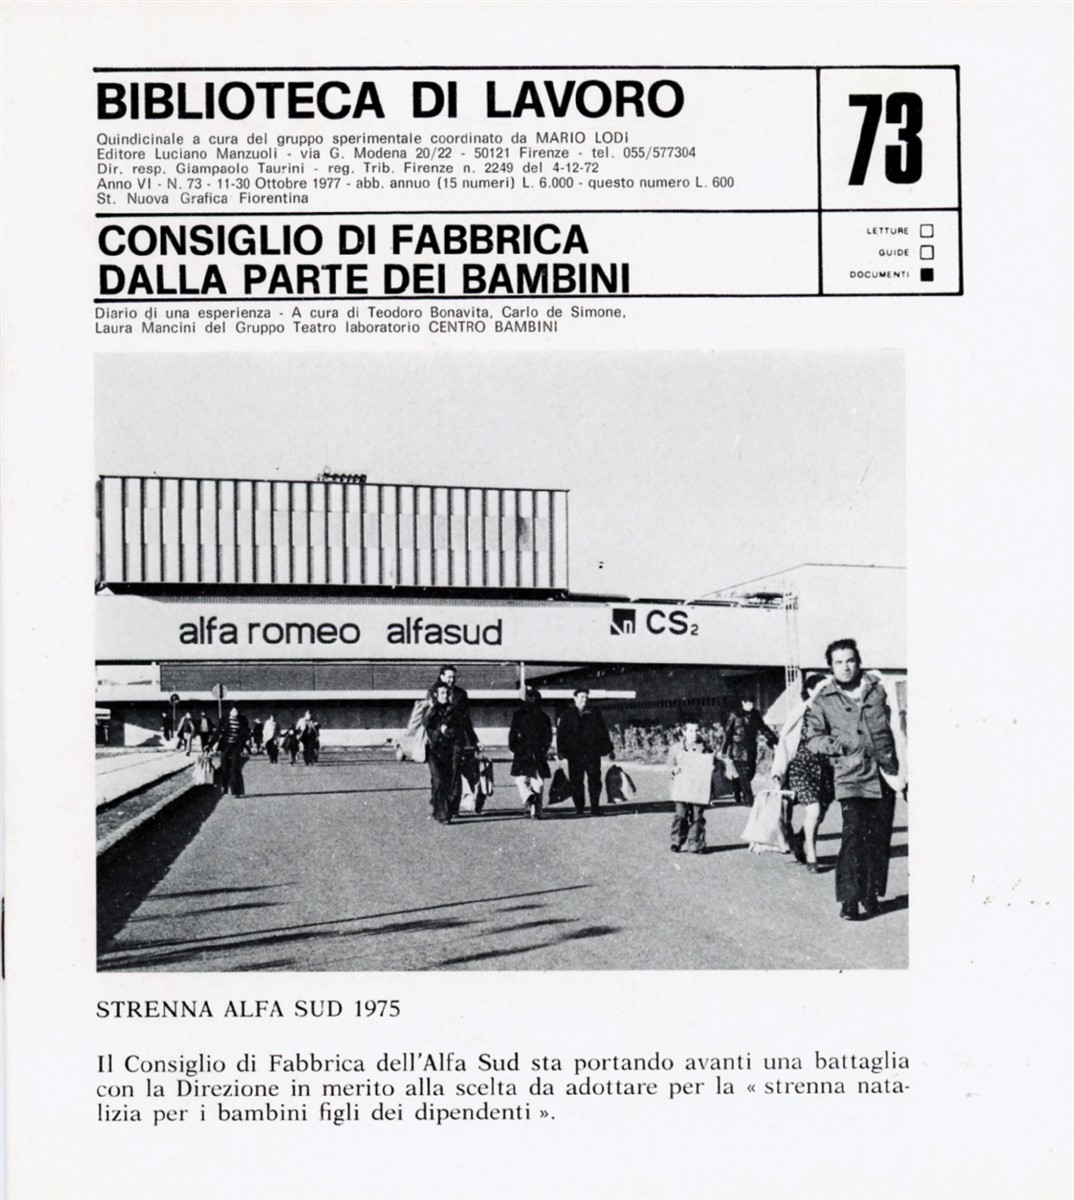 BIBLIOTECA DI LAVORO
Quindicinale a cura del gruppo sperimentale coordinato da MARIO LODI
Editore Luciano Manzuoli - via G. Modena 20/22 - 50121 Firenze - tel. 055/577304
Dir. resp. Giampaolo Taurini - reg. Trib. Firenze n. 2249 del 4-12-72
Anno VI - N. 73 - 11-30 Ottobre 1977 - abb. annuo (15 numeri) L. 6.000 - questo numero L. 600
St. Nuova Grafica Fiorentina
73
CONSIGLIO DI FABBRICA
DALLA PARTE DEI BAMBINI
LETTURE
GUIDE
DOCUMENTI
Diario di una esperienza - A cura di Teodoro Bonavita, Carlo de Simone,
Laura Mancini del Gruppo Teatro laboratorio CENTRO BAMBINI
alfa romeo alfasud
CS2
STRENNA ALFA SUD 1975
Il Consiglio di Fabbrica dell'Alfa Sud sta portando avanti una battaglia
con la Direzione in merito alla scelta da adottare per la « strenna nata-
lizia per i bambini figli dei dipendenti ».